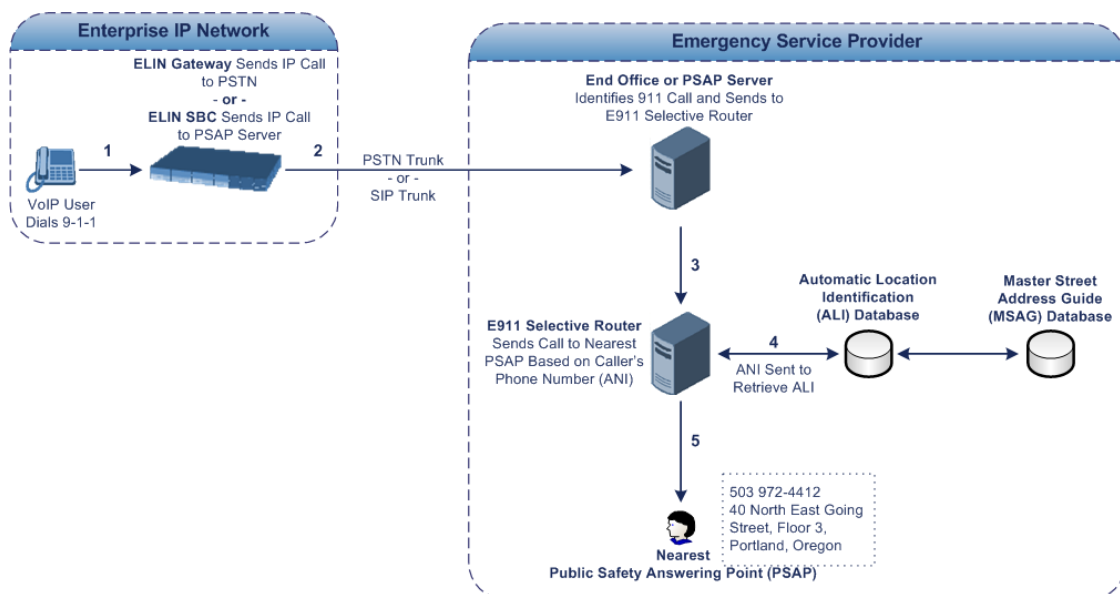 Enterprise IP Network
ELIN Gateway Sends IP Call
to PSTN
- or -
ELIN SBC Sends IP Call
to PSAP Server
1
2
VoIP User
Dials 9-1-1
PSTN Trunk
- or -
SIP Trunk
Emergency Service Provider
End Office or PSAP Server
Identifies 911 Call and Sends to
E911 Selective Router
3
E911 Selective Router
Sends Call to Nearest
PSAP Based on Caller's
Phone Number (ANI)
4
ANI Sent to
Retrieve ALI
Automatic Location
Identification
(ALI) Database
Master Street
Address Guide
(MSAG) Database
5
503 972-4412
40 North East Going
Street, Floor 3,
Portland, Oregon
Nearest
Public Safety Answering Point (PSAP)